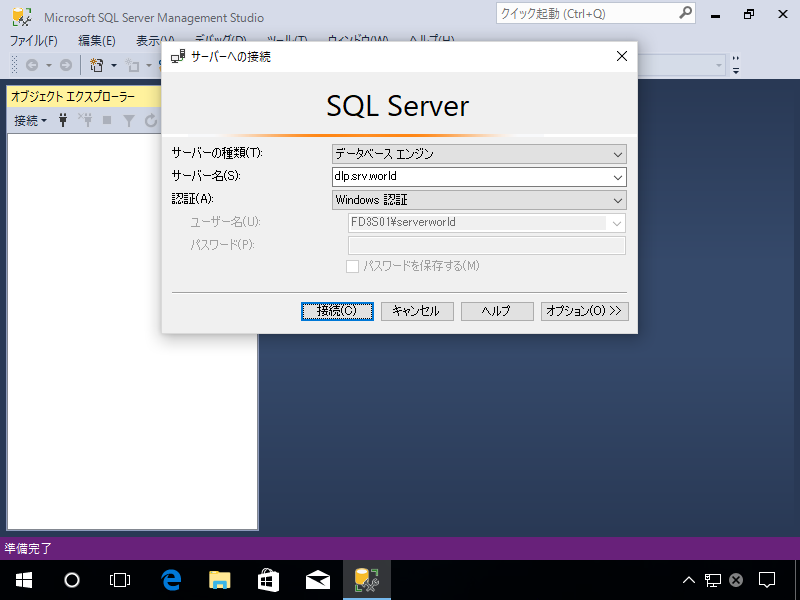 Microsoft SQL Server Management Studio
クイック起動 (Ctrl+Q)
ファイル(F) 編集(E) 表示(V) デバッグ(D) ツール(T) ウィンドウ(W) ヘルプ(H)
サーバーへの接続
SQL Server
オブジェクト エクスプローラー
接続
サーバーの種類(T):
データベース エンジン
サーバー名(S):
dlp.srv.world
認証(A):
Windows 認証
ユーザー名(U):
FD3S01¥serverworld
パスワード(P):
パスワードを保存する(M)
接続(C) キャンセル ヘルプ オプション(O) >>
準備完了